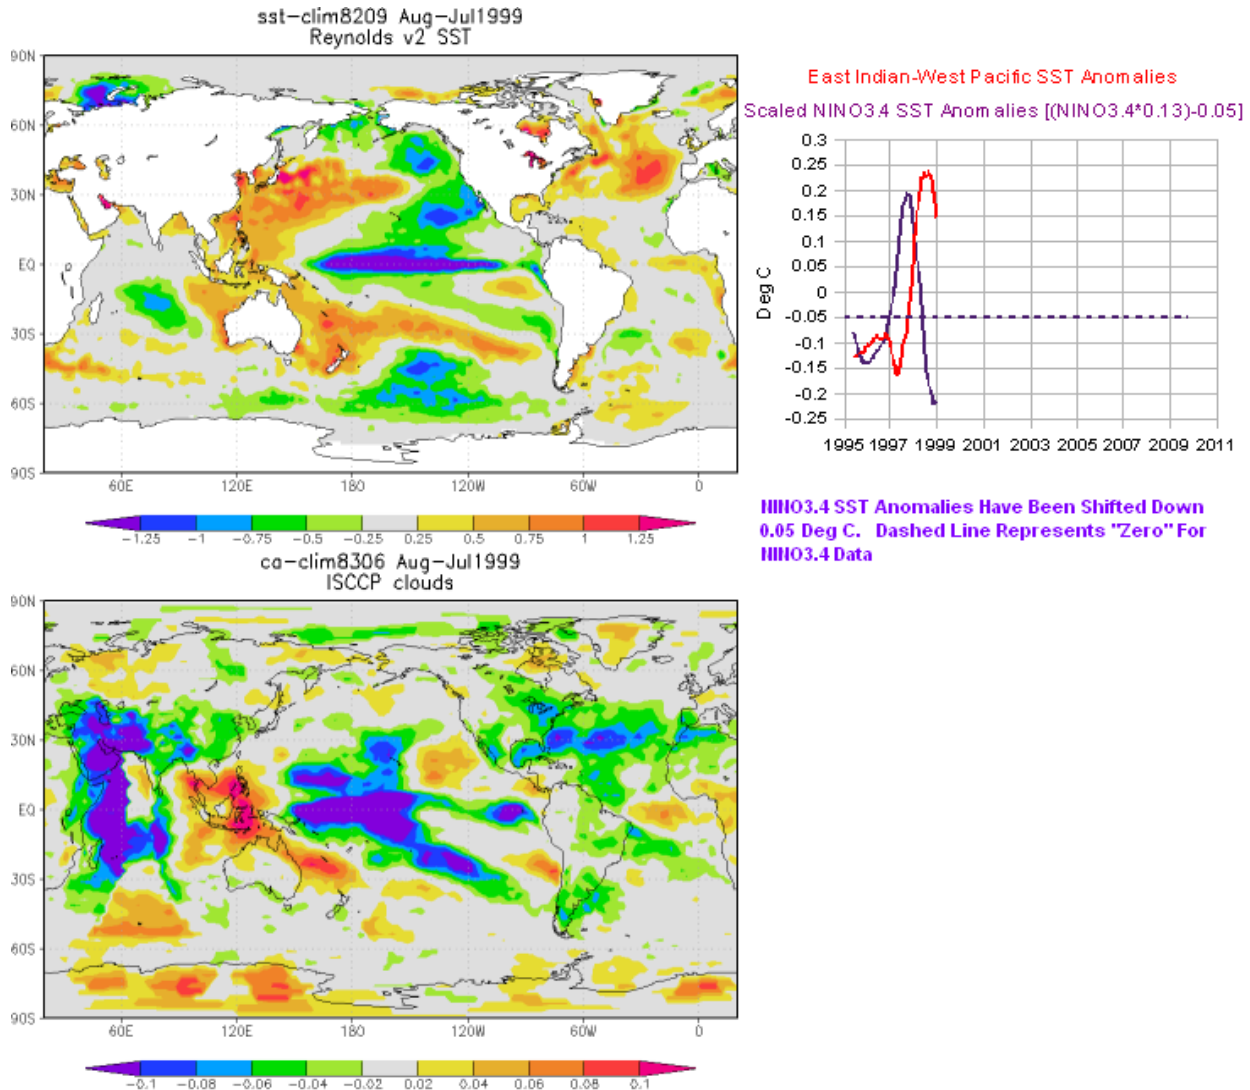 sst-clim8209 Aug-Jul1999
Reynolds v2 SST
90N
60N
30N
EQ
30S
60S
90S
60E 120E 180 120W 60W 0
-1.25 -1 -0.75 -0.5 -0.25 0.25 0.5 0.75 1 1.25
East Indian-West Pacific SST Anomalies
Scaled NINO3.4 SST Anomalies [(NINO3.4*0.13)-0.05]
Deg C
0.3
0.25
0.2
0.15
0.1
0.05
0
-0.05
-0.1
-0.15
-0.2
-0.25
1995 1997 1999 2001 2003 2005 2007 2009 2011
NINO3.4 SST Anomalies Have Been Shifted Down
0.05 Deg C. Dashed Line Represents "Zero" For
NINO3.4 Data
ca-clim8306 Aug-Jul1999
ISCCP clouds
90N
60N
30N
EQ
30S
60S
90S
60E 120E 180 120W 60W 0
-0.1 -0.08 -0.06 -0.04 -0.02 0.02 0.04 0.06 0.08 0.1